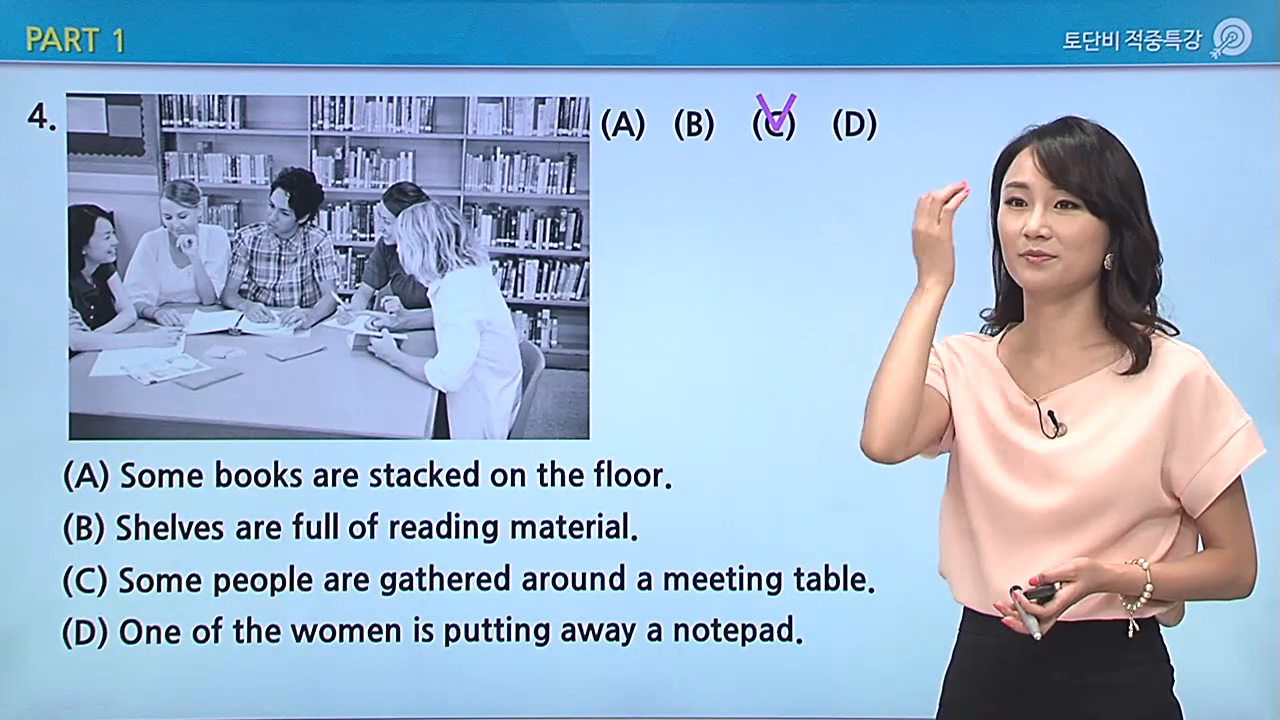 PART 1
토단비 적중특강
4.
(A) (B) (C) (D)
(A) Some books are stacked on the floor.
(B) Shelves are full of reading material.
(C) Some people are gathered around a meeting table.
(D) One of the women is putting away a notepad.